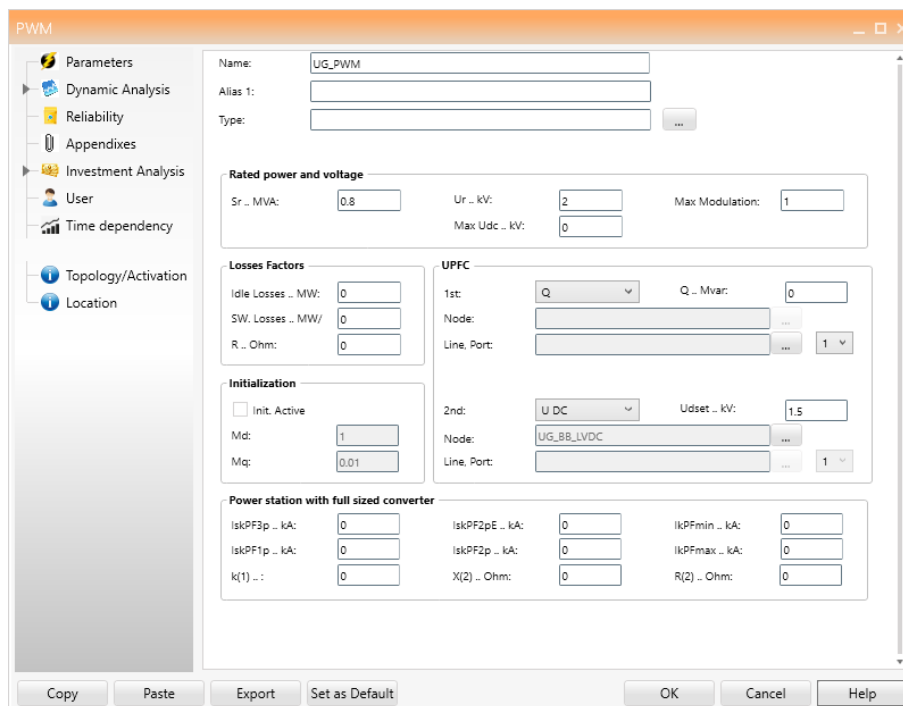 PWM
Parameters
Dynamic Analysis
Reliability
Appendixes
Investment Analysis
User
Time dependency
Topology/Activation
Location
Name: UG_PWM
Alias 1:
Type: ...
Rated power and voltage
Sr .. MVA: 0.8 Ur .. kV: 2 Max Modulation: 1
Max Udc .. kV: 0
Losses Factors
Idle Losses .. MW: 0
SW. Losses .. MW/ 0
R .. Ohm: 0
UPFC
1st: Q Q .. Mvar: 0
Node: ...
Line, Port: ... 1
2nd: U DC Udset .. kV: 1.5
Node: UG_BB_LVDC ...
Line, Port: ... 1
Initialization
Init. Active
Md: 1
Mq: 0.01
Power station with full sized converter
IskPF3p .. kA: 0 IskPF2pE .. kA: 0 IkPFmin .. kA: 0
IskPF1p .. kA: 0 IskPF2p .. kA: 0 IkPFmax .. kA: 0
k(1) .. : 0 X(2) .. Ohm: 0 R(2) .. Ohm: 0
Copy Paste Export Set as Default OK Cancel Help